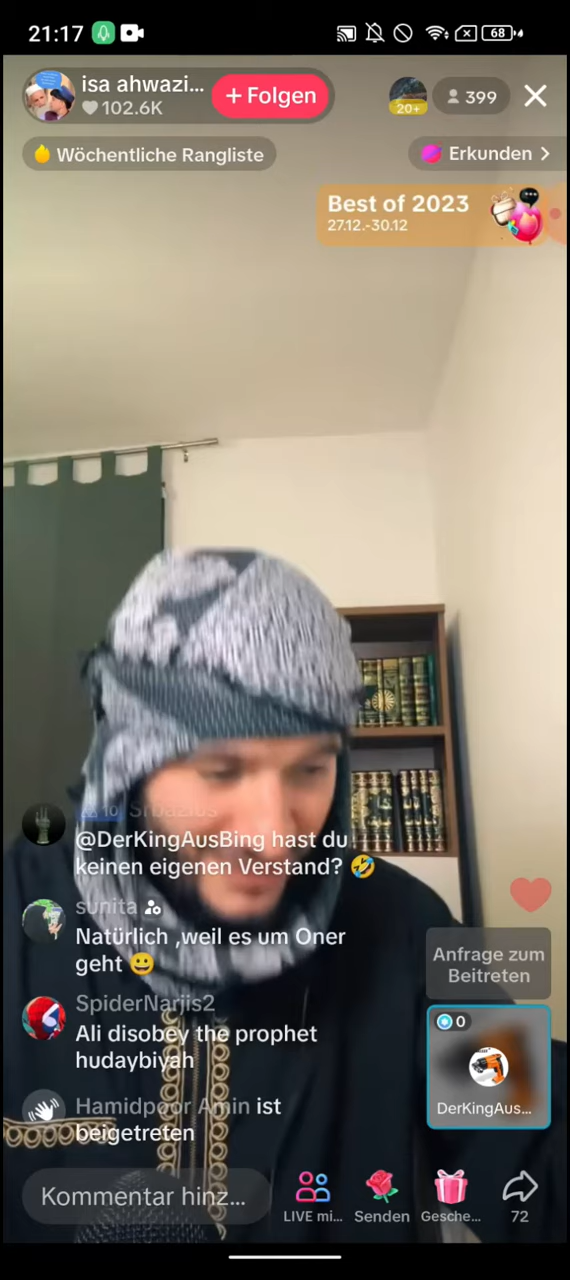 21:17
68
isa ahwazi...
102.6K
+ Folgen
20+
399
Wöchentliche Rangliste
Erkunden >
Best of 2023
27.12.-30.12
10 Srbazius
@DerKingAusBing hast du
keinen eigenen Verstand? 🤣
sunita
Natürlich ,weil es um Oner
geht 😀
SpiderNarjis2
Ali disobey the prophet
hudaybiyah
Hamidpoor Amin ist
beigetreten
Anfrage zum
Beitreten
0
DerKingAus...
Kommentar hinz...
LIVE mi...
Senden
Gesche...
72